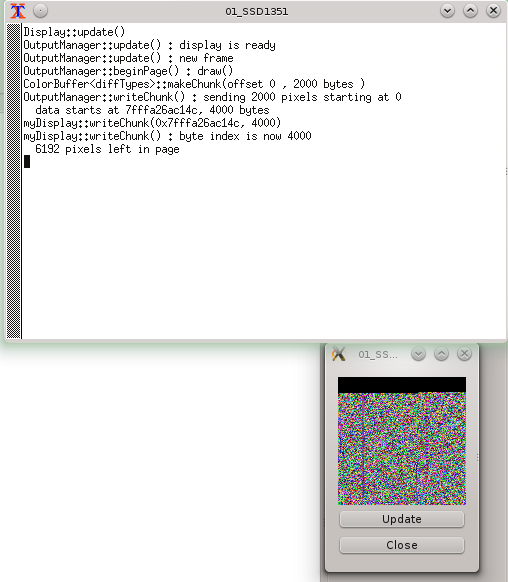 01_SSD1351
Display::update()
OutputManager::update() : display is ready
OutputManager::update() : new frame
OutputManager::beginPage() : draw()
ColorBuffer<diffTypes>::makeChunk(offset 0 , 2000 bytes )
OutputManager::writeChunk() : sending 2000 pixels starting at 0
data starts at 7fffa26ac14c, 4000 bytes
myDisplay::writeChunk(0x7fffa26ac14c, 4000)
myDisplay::writeChunk() : byte index is now 4000
6192 pixels left in page
01_SS...
Update
Close